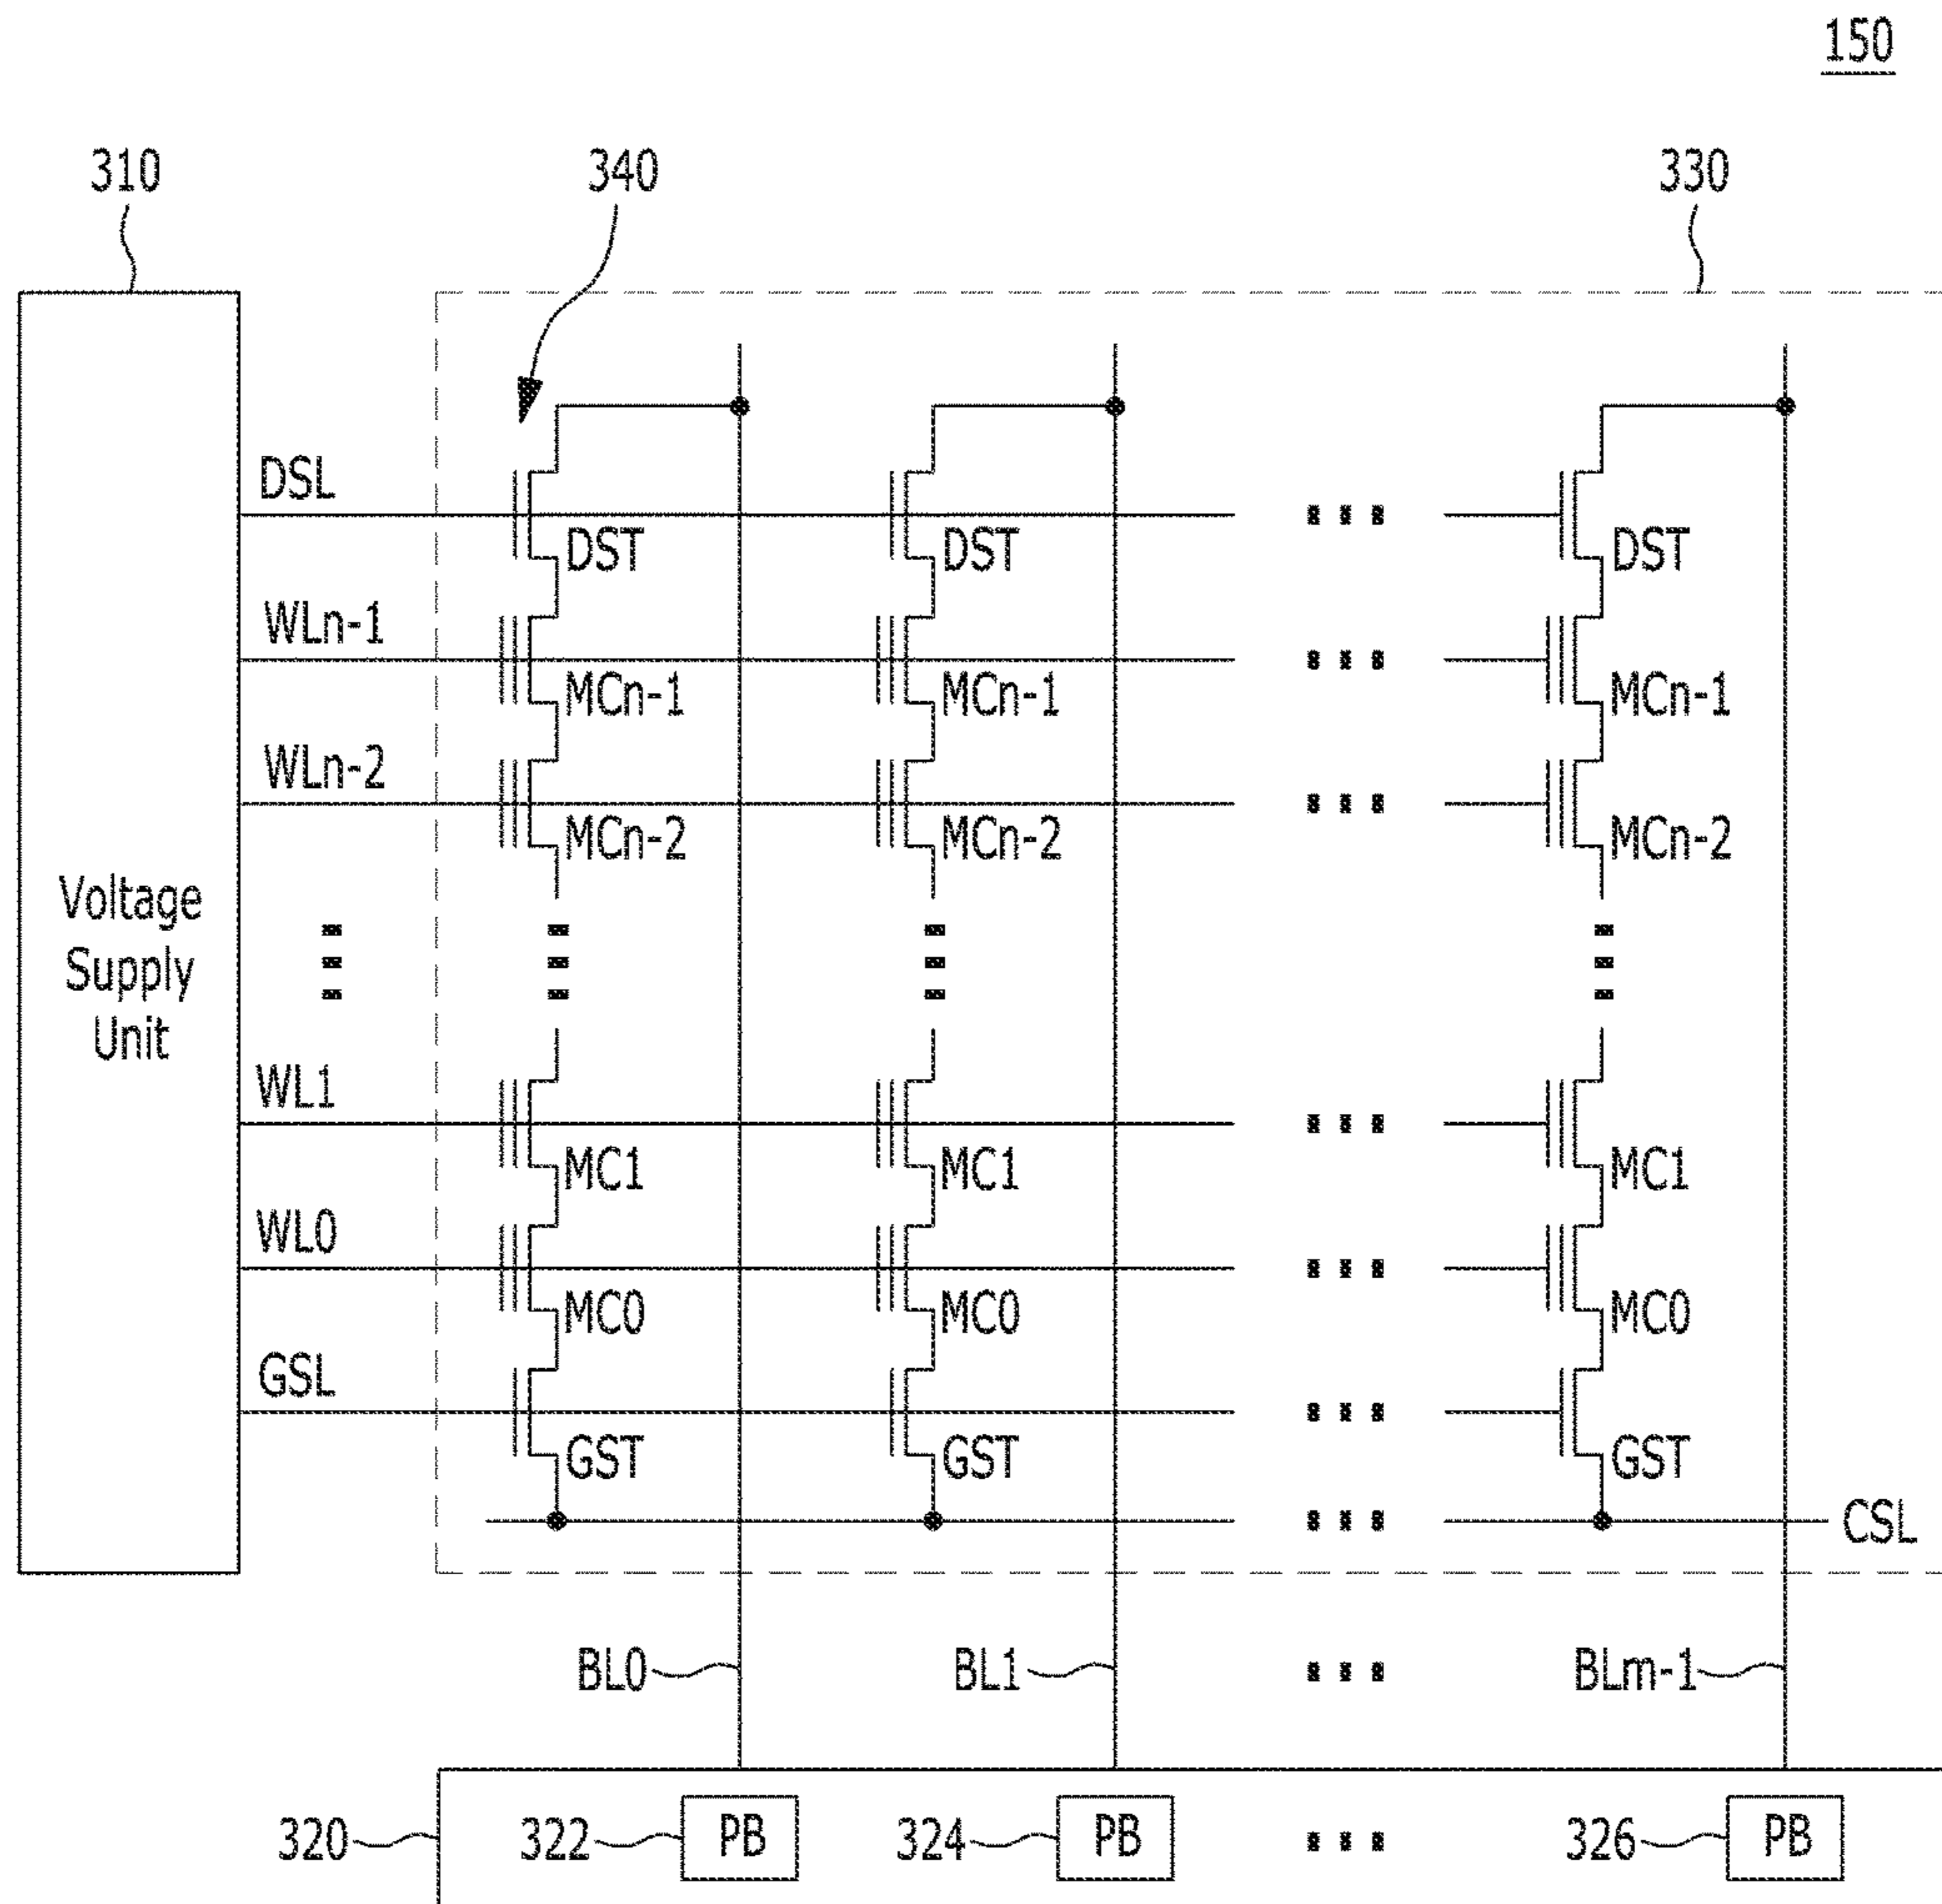 150
310 340 330
DSL
DST DST DST
WLn-1
MCn-1 MCn-1 MCn-1
WLn-2
MCn-2 MCn-2 MCn-2
Voltage
Supply
Unit
WL1
MC1 MC1 MC1
WL0
MC0 MC0 MC0
GSL
GST GST GST
CSL
BL0 BL1 BLm-1
320 322 PB 324 PB 326 PB